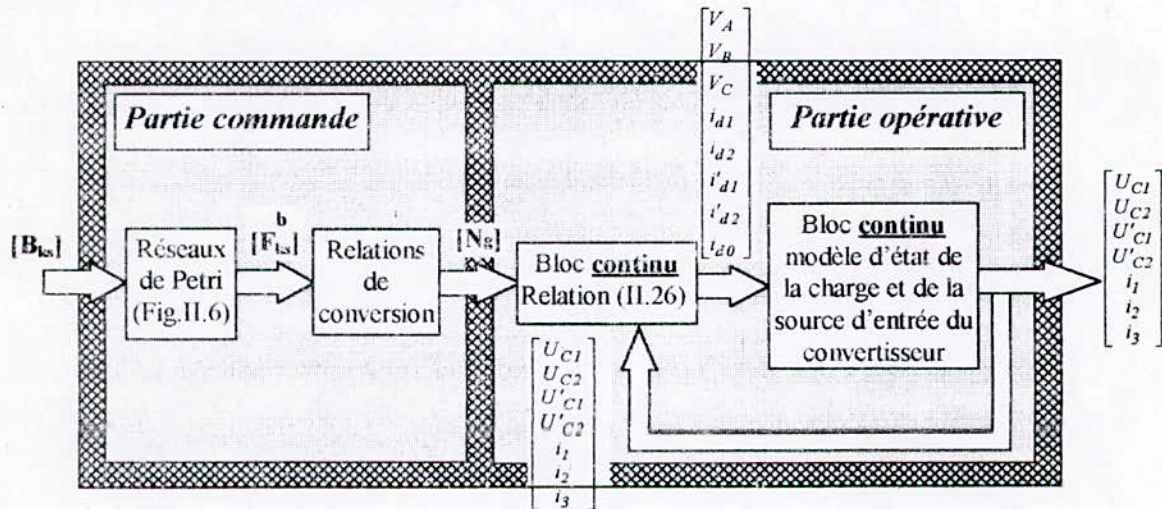 V_A
V_B
V_C
i_d1
i_d2
i'_d1
i'_d2
i_d0
Partie commande
Partie opérative
[B_ks]
Réseaux
de Petri
(Fig.II.6)
[F_ks^b]
Relations
de
conversion
[N_g]
Bloc continu
Relation (II.26)
Bloc continu
modèle d'état de
la charge et de la
source d'entrée du
convertisseur
U_C1
U_C2
U'_C1
U'_C2
i_1
i_2
i_3
U_C1
U_C2
U'_C1
U'_C2
i_1
i_2
i_3